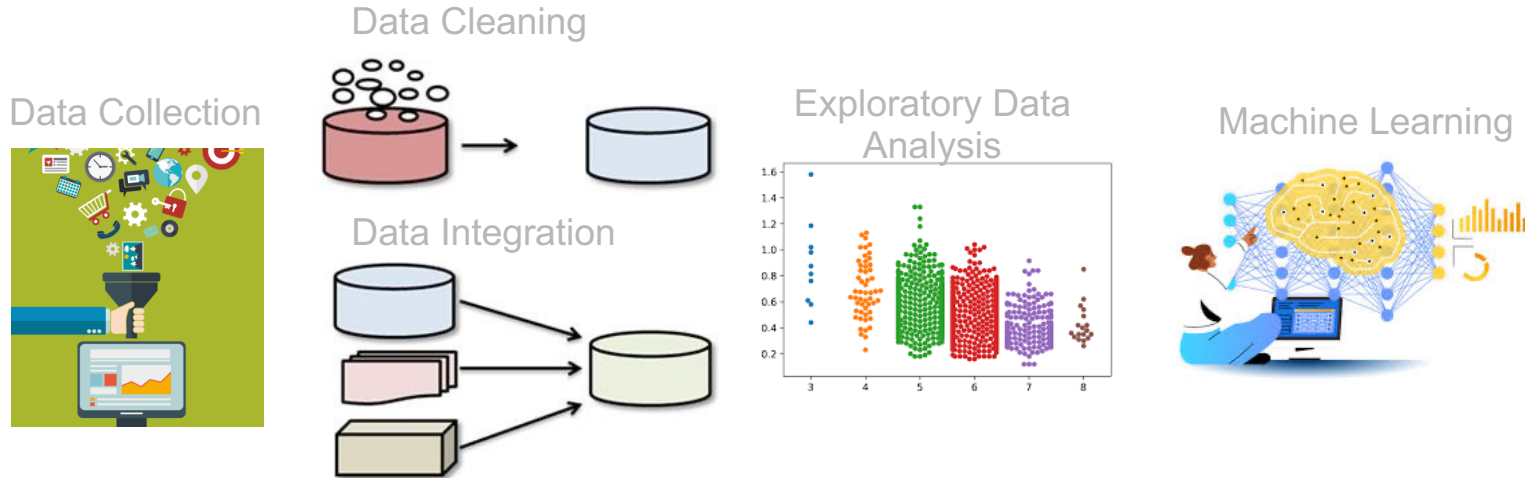 Data Collection
Data Cleaning
Data Integration
Exploratory Data
Analysis
1.6
1.4
1.2
1.0
0.8
0.6
0.4
0.2
3 4 5 6 7 8
Machine Learning